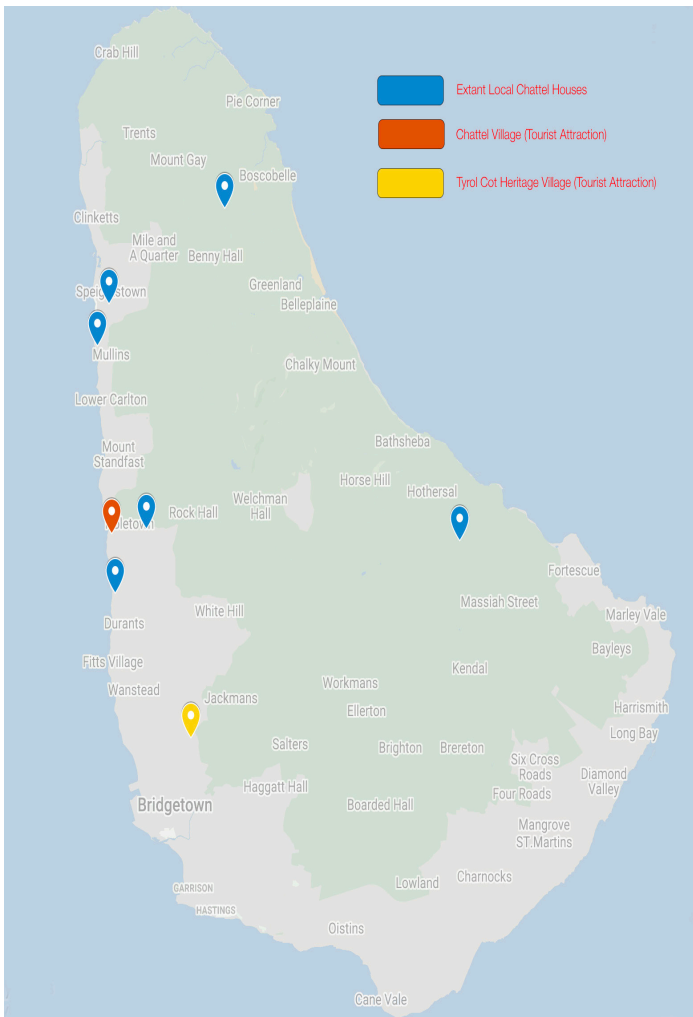 Crab Hill
Extant Local Chattel Houses
Pie Corner
Trents
Chattel Village (Tourist Attraction)
Mount Gay
Boscobelle
Tyrol Cot Heritage Village (Tourist Attraction)
Clinketts
Mile and
A Quarter
Benny Hall
Greenland
Belleplaine
Mullins
Chalky Mount
Lower Carlton
Bathsheba
Mount
Standfast
Horse Hill
Hothersal
Welchman
Hall
Rock Hall
Fortescue
Massiah Street
White Hill
Marley Vale
Durants
Bayleys
Fitts Village
Kendal
Workmans
Wanstead
Jackmans
Harrismith
Ellerton
Long Bay
Salters
Brighton
Brereton
Six Cross
Roads
Diamond
Valley
Haggatt Hall
Four Roads
Bridgetown
Boarded Hall
Mangrove
ST.Martins
Charnocks
Lowland
GARRISON
HASTINGS
Oistins
Cane Vale